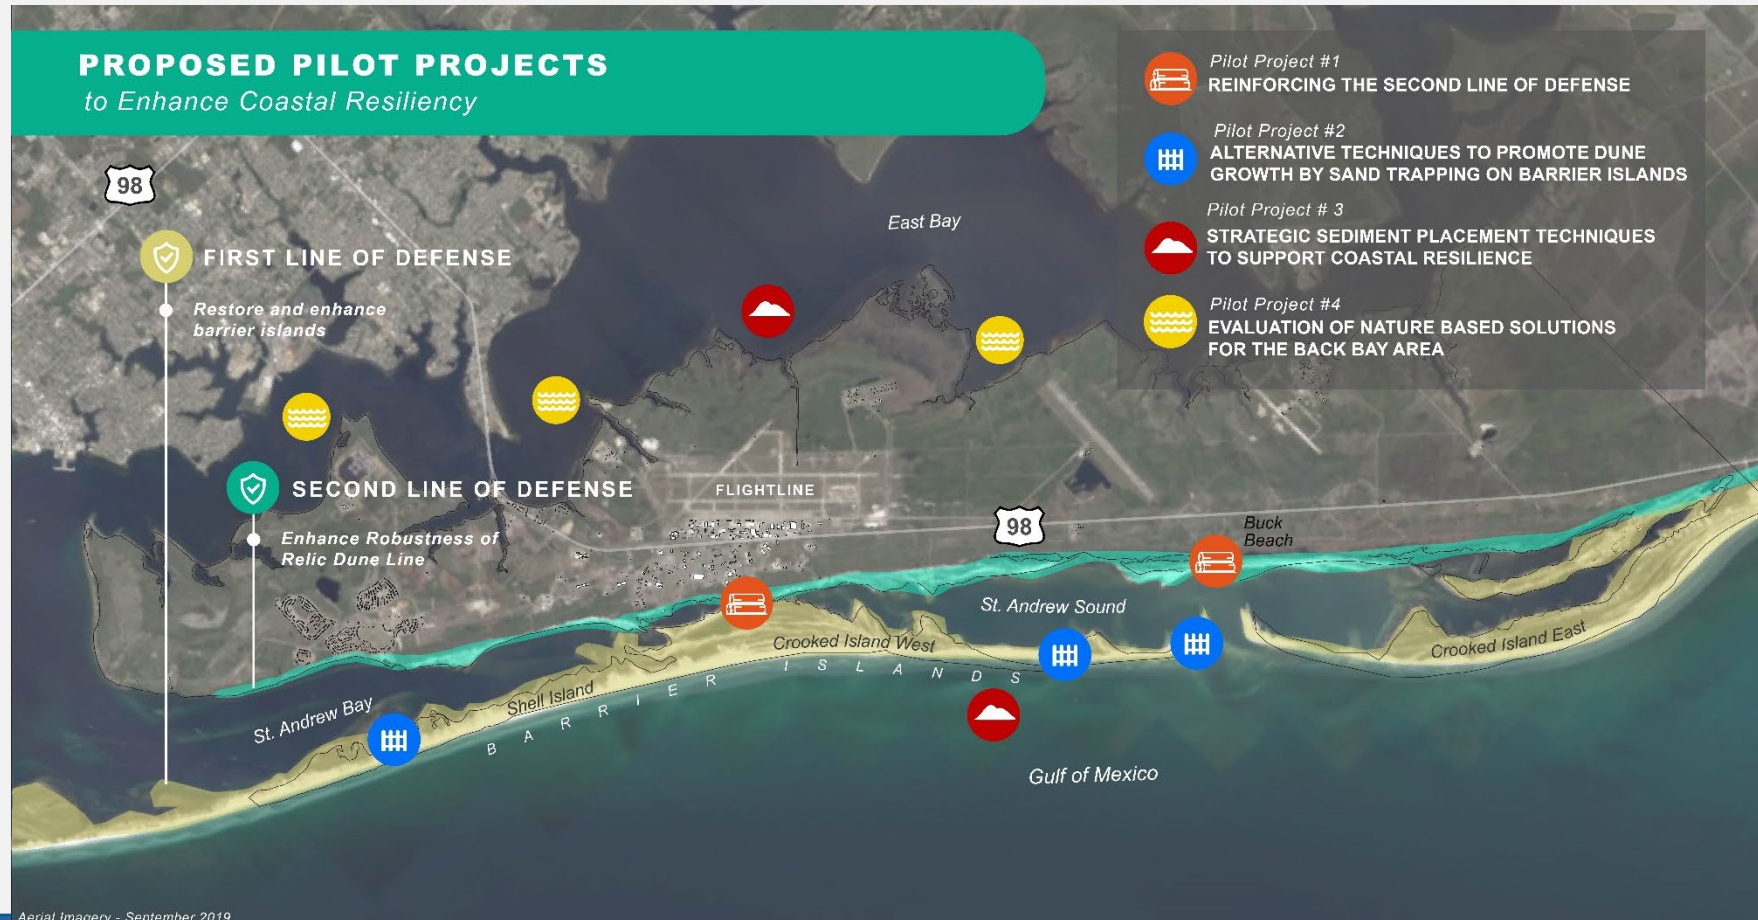 PROPOSED PILOT PROJECTS
to Enhance Coastal Resiliency
Pilot Project #1
REINFORCING THE SECOND LINE OF DEFENSE
Pilot Project #2
ALTERNATIVE TECHNIQUES TO PROMOTE DUNE
GROWTH BY SAND TRAPPING ON BARRIER ISLANDS
Pilot Project # 3
STRATEGIC SEDIMENT PLACEMENT TECHNIQUES
TO SUPPORT COASTAL RESILIENCE
Pilot Project #4
EVALUATION OF NATURE BASED SOLUTIONS
FOR THE BACK BAY AREA
98
East Bay
FIRST LINE OF DEFENSE
Restore and enhance
barrier islands
SECOND LINE OF DEFENSE
Enhance Robustness of
Relic Dune Line
FLIGHTLINE
98
Buck
Beach
St. Andrew Sound
Crooked Island West
Crooked Island East
Shell Island
BARRIER ISLANDS
St. Andrew Bay
Gulf of Mexico
Aerial Imagery - September 2019